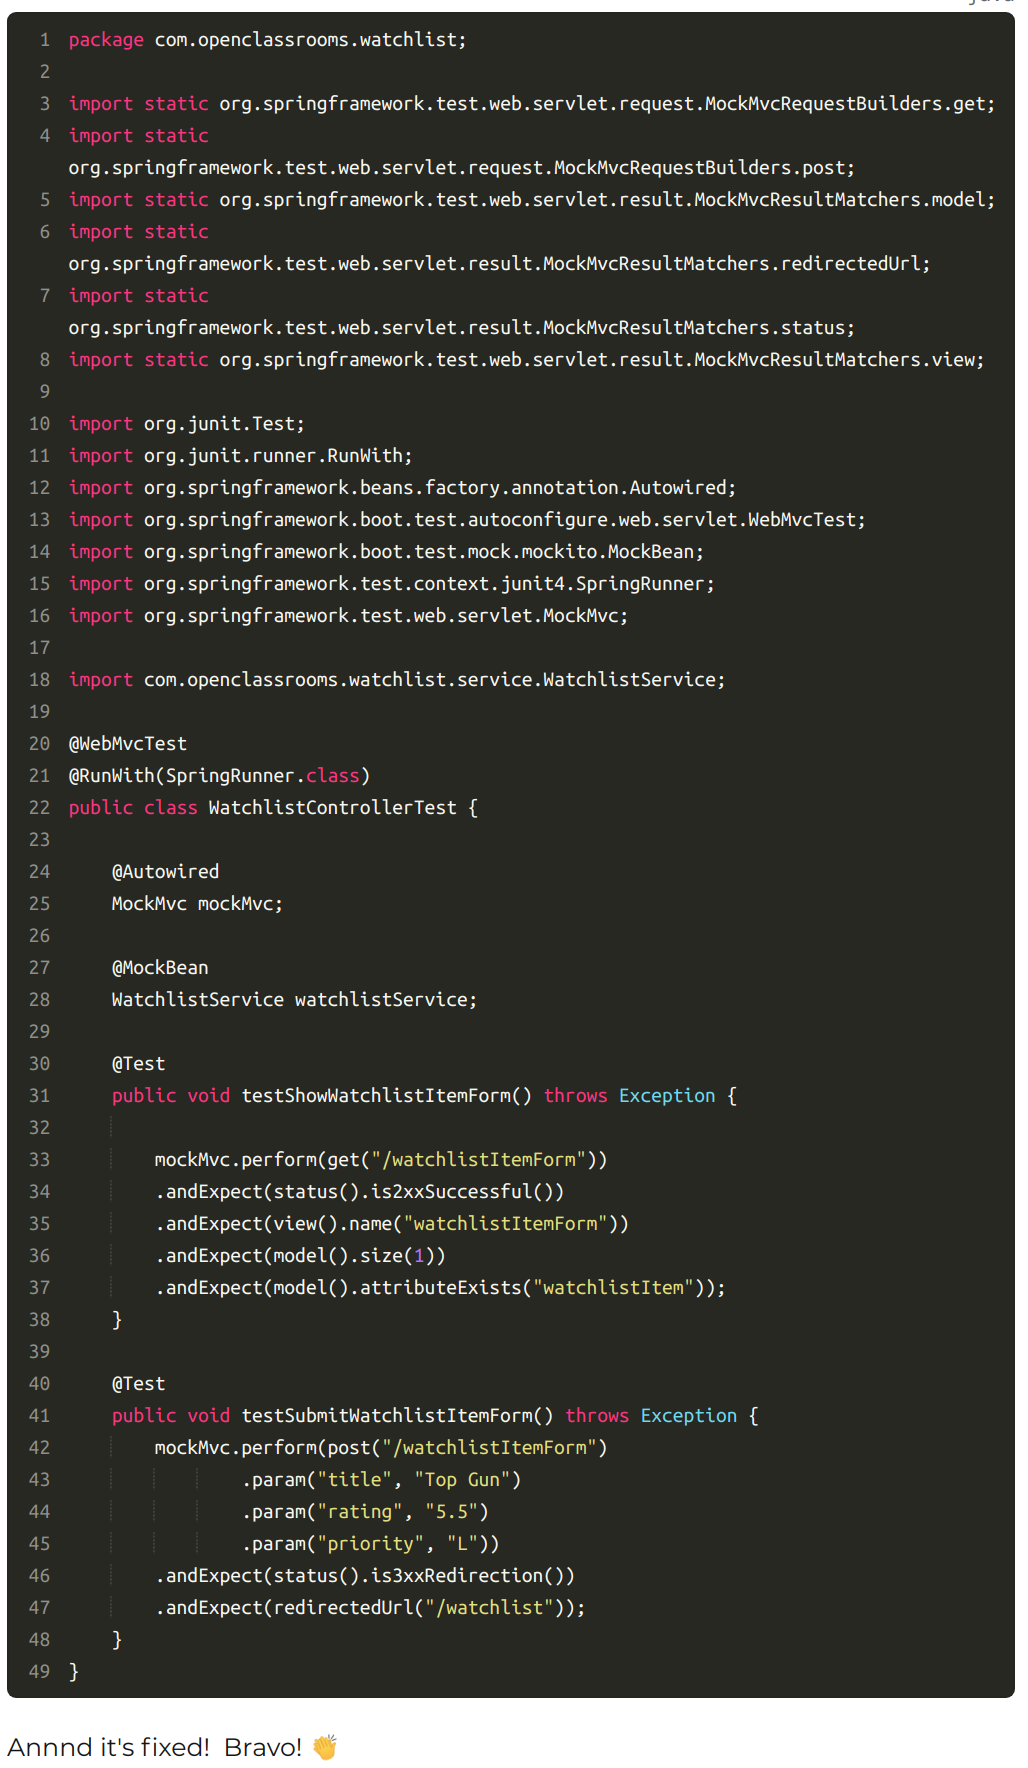 1 package com.openclassrooms.watchlist;
2
3 import static org.springframework.test.web.servlet.request.MockMvcRequestBuilders.get;
4 import static
org.springframework.test.web.servlet.request.MockMvcRequestBuilders.post;
5 import static org.springframework.test.web.servlet.result.MockMvcResultMatchers.model;
6 import static
org.springframework.test.web.servlet.result.MockMvcResultMatchers.redirectedUrl;
7 import static
org.springframework.test.web.servlet.result.MockMvcResultMatchers.status;
8 import static org.springframework.test.web.servlet.result.MockMvcResultMatchers.view;
9
10 import org.junit.Test;
11 import org.junit.runner.RunWith;
12 import org.springframework.beans.factory.annotation.Autowired;
13 import org.springframework.boot.test.autoconfigure.web.servlet.WebMvcTest;
14 import org.springframework.boot.test.mock.mockito.MockBean;
15 import org.springframework.test.context.junit4.SpringRunner;
16 import org.springframework.test.web.servlet.MockMvc;
17
18 import com.openclassrooms.watchlist.service.WatchlistService;
19
20 @WebMvcTest
21 @RunWith(SpringRunner.class)
22 public class WatchlistControllerTest {
23
24     @Autowired
25     MockMvc mockMvc;
26
27     @MockBean
28     WatchlistService watchlistService;
29
30     @Test
31     public void testShowWatchlistItemForm() throws Exception {
32
33         mockMvc.perform(get("/watchlistItemForm"))
34         .andExpect(status().is2xxSuccessful())
35         .andExpect(view().name("watchlistItemForm"))
36         .andExpect(model().size(1))
37         .andExpect(model().attributeExists("watchlistItem"));
38     }
39
40     @Test
41     public void testSubmitWatchlistItemForm() throws Exception {
42         mockMvc.perform(post("/watchlistItemForm")
43                 .param("title", "Top Gun")
44                 .param("rating", "5.5")
45                 .param("priority", "L"))
46         .andExpect(status().is3xxRedirection())
47         .andExpect(redirectedUrl("/watchlist"));
48     }
49 }
Annnd it's fixed!  Bravo! 👏